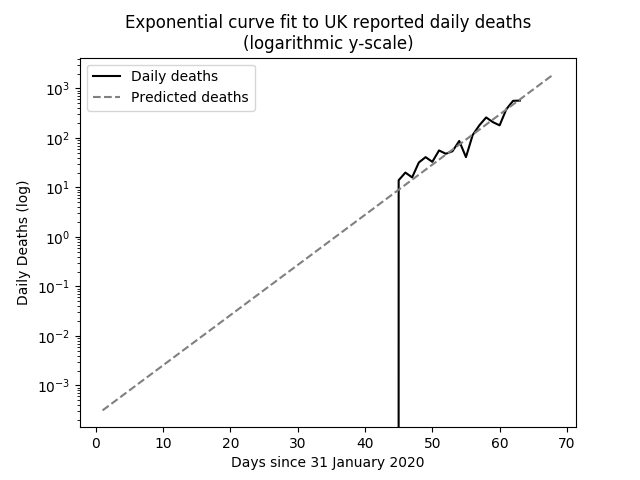 Exponential curve fit to UK reported daily deaths
(logarithmic y-scale)
Daily deaths
Predicted deaths
Daily Deaths (log)
10³
10²
10¹
10⁰
10⁻¹
10⁻²
10⁻³
0 10 20 30 40 50 60 70
Days since 31 January 2020